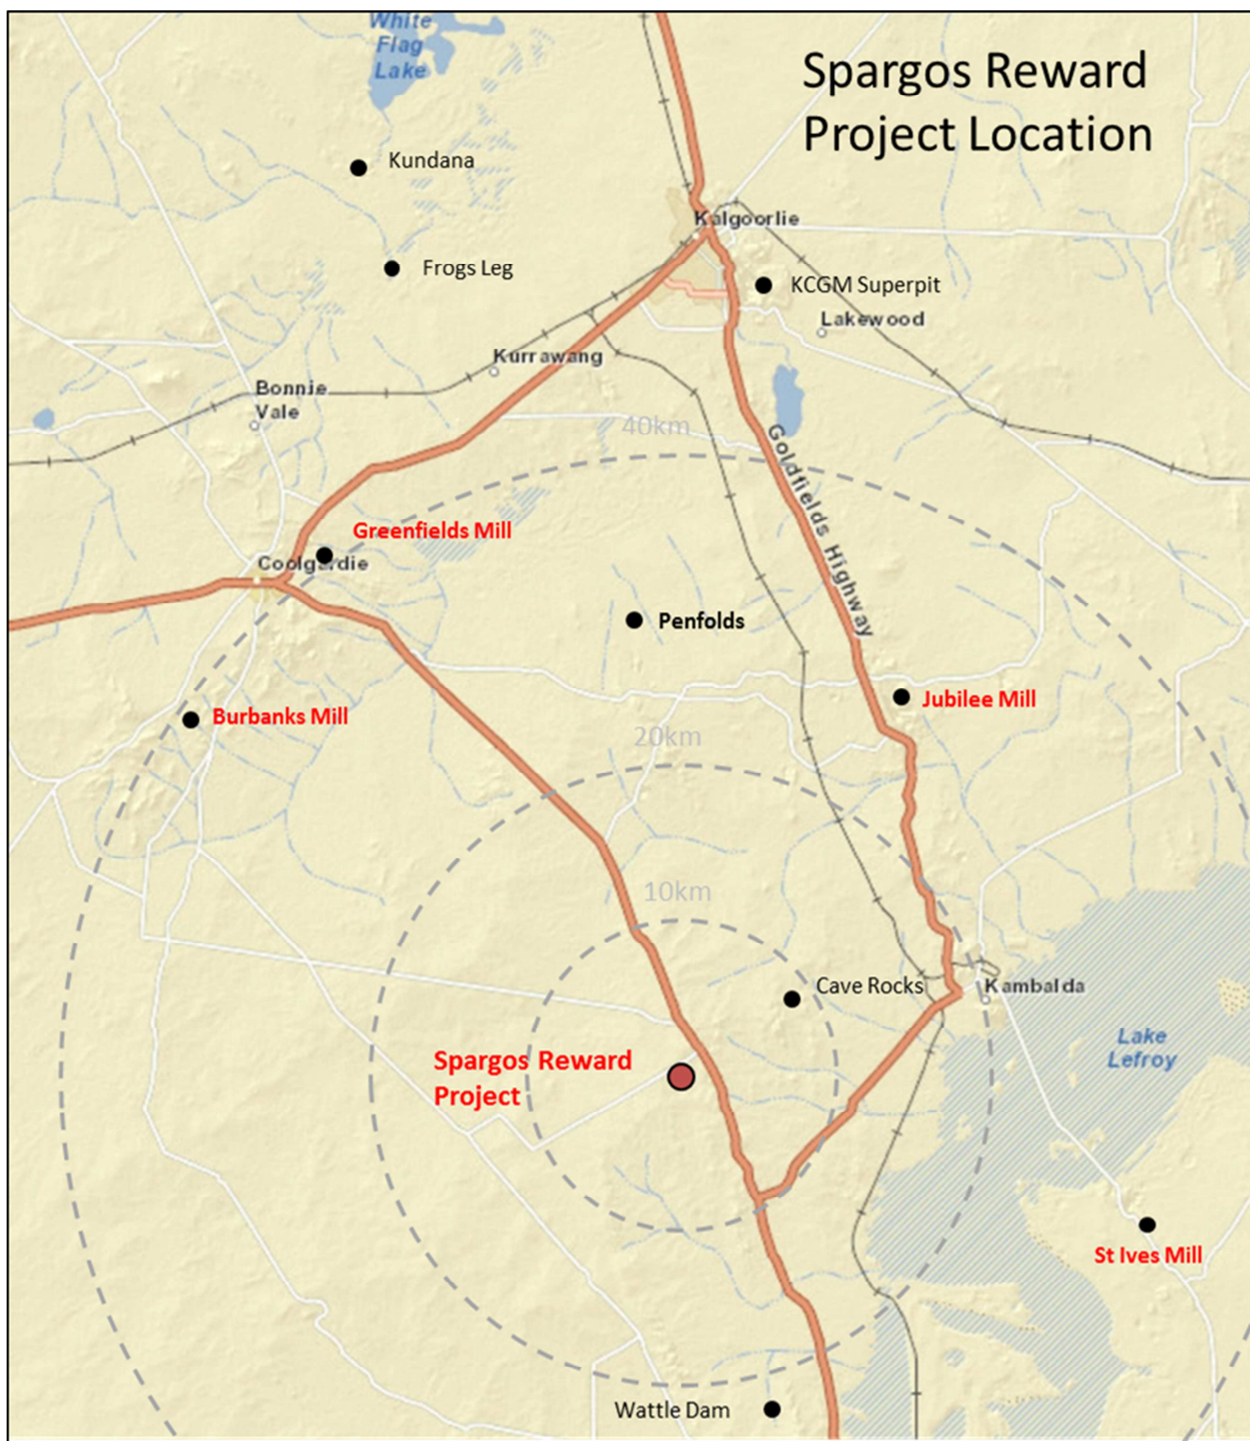 White
Flag
Lake
Spargos Reward
Project Location
Kundana
Kalgoorlie
Frogs Leg
KCGM Superpit
Lakewood
Kurrawang
Bonnie
Vale
40km
Goldfields Highway
Greenfields Mill
Coolgardie
Penfolds
Jubilee Mill
Burbanks Mill
20km
10km
Cave Rocks
Kambalda
Lake
Lefroy
Spargos Reward
Project
St Ives Mill
Wattle Dam